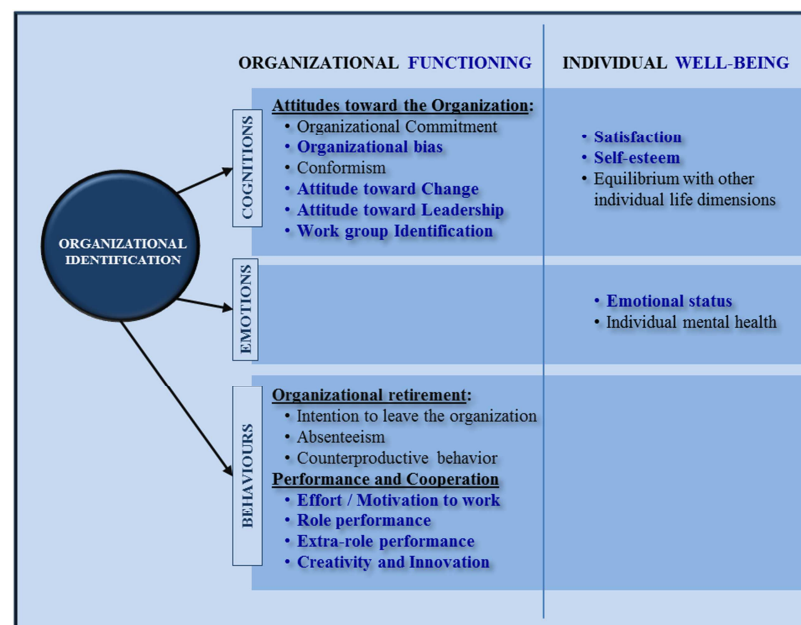 ORGANIZATIONAL FUNCTIONING
INDIVIDUAL WELL-BEING
ORGANIZATIONAL
IDENTIFICATION
COGNITIONS
Attitudes toward the Organization:
• Organizational Commitment
• Organizational bias
• Conformism
• Attitude toward Change
• Attitude toward Leadership
• Work group Identification
• Satisfaction
• Self-esteem
• Equilibrium with other
individual life dimensions
EMOTIONS
• Emotional status
• Individual mental health
BEHAVIOURS
Organizational retirement:
• Intention to leave the organization
• Absenteeism
• Counterproductive behavior
Performance and Cooperation
• Effort / Motivation to work
• Role performance
• Extra-role performance
• Creativity and Innovation